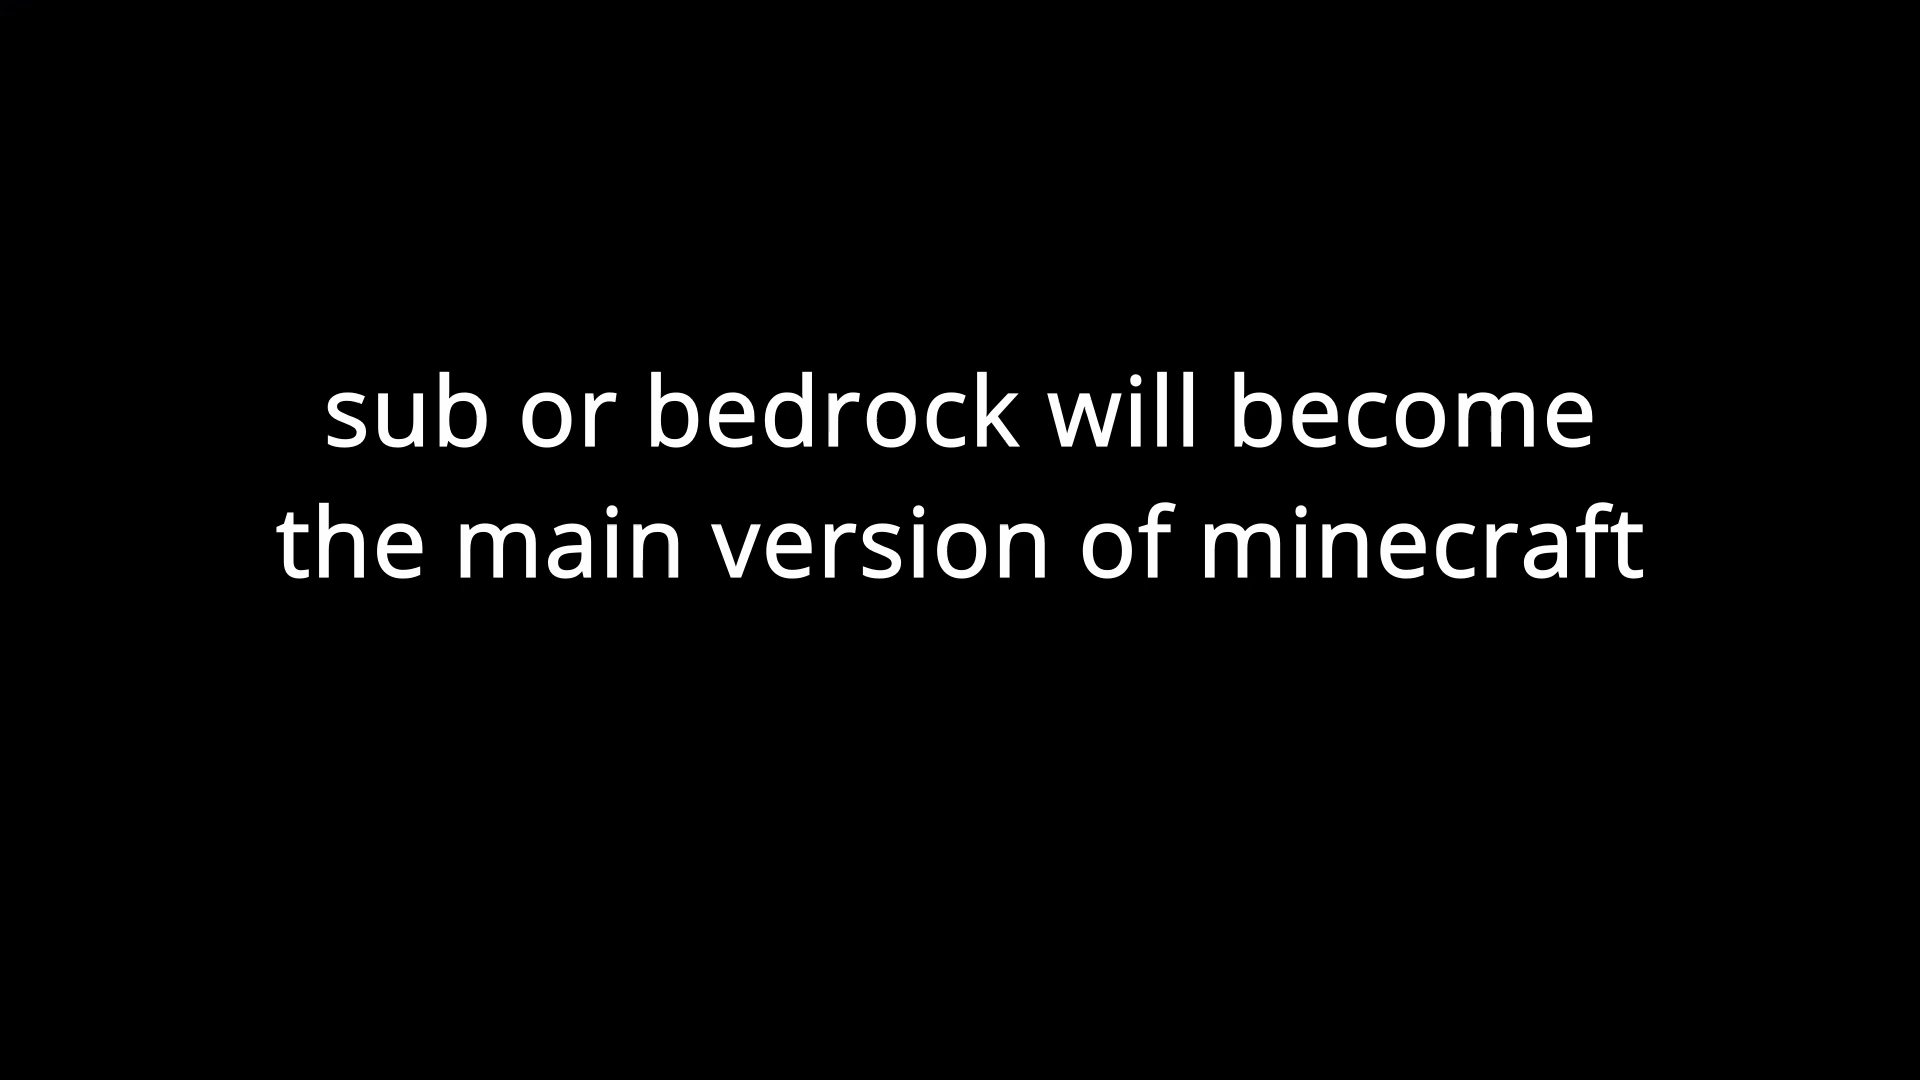 sub or bedrock will become
the main version of minecraft